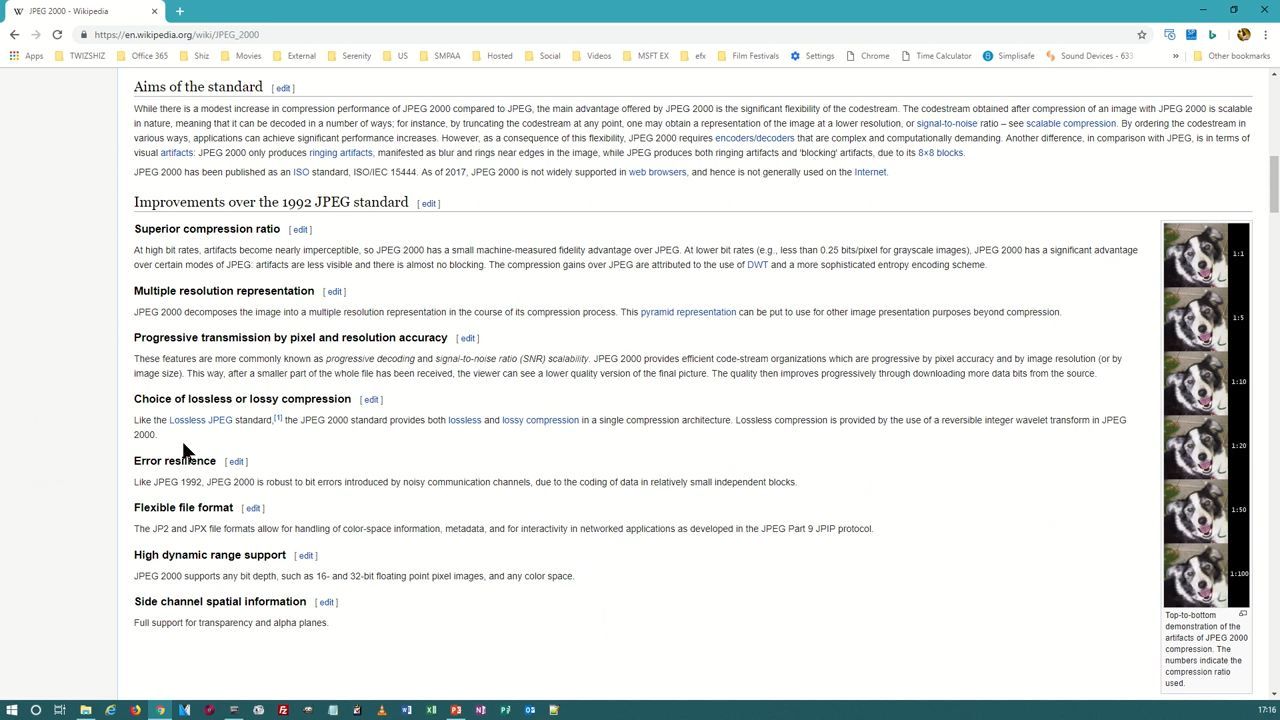 JPEG 2000 - Wikipedia
https://en.wikipedia.org/wiki/JPEG_2000
Apps TWIZSHIZ Office 365 Shiz Movies External Serenity US SMPAA Hosted Social Videos MSFT EX efx Film Festivals Settings Chrome Time Calculator Simplisafe Sound Devices - 633 » Other bookmarks
Aims of the standard [ edit ]
While there is a modest increase in compression performance of JPEG 2000 compared to JPEG, the main advantage offered by JPEG 2000 is the significant flexibility of the codestream. The codestream obtained after compression of an image with JPEG 2000 is scalable
in nature, meaning that it can be decoded in a number of ways; for instance, by truncating the codestream at any point, one may obtain a representation of the image at a lower resolution, or signal-to-noise ratio – see scalable compression. By ordering the codestream in
various ways, applications can achieve significant performance increases. However, as a consequence of this flexibility, JPEG 2000 requires encoders/decoders that are complex and computationally demanding. Another difference, in comparison with JPEG, is in terms of
visual artifacts: JPEG 2000 only produces ringing artifacts, manifested as blur and rings near edges in the image, while JPEG produces both ringing artifacts and 'blocking' artifacts, due to its 8×8 blocks.
JPEG 2000 has been published as an ISO standard, ISO/IEC 15444. As of 2017, JPEG 2000 is not widely supported in web browsers, and hence is not generally used on the Internet.
Improvements over the 1992 JPEG standard [ edit ]
Superior compression ratio [ edit ]
At high bit rates, artifacts become nearly imperceptible, so JPEG 2000 has a small machine-measured fidelity advantage over JPEG. At lower bit rates (e.g., less than 0.25 bits/pixel for grayscale images), JPEG 2000 has a significant advantage
over certain modes of JPEG: artifacts are less visible and there is almost no blocking. The compression gains over JPEG are attributed to the use of DWT and a more sophisticated entropy encoding scheme.
Multiple resolution representation [ edit ]
JPEG 2000 decomposes the image into a multiple resolution representation in the course of its compression process. This pyramid representation can be put to use for other image presentation purposes beyond compression.
Progressive transmission by pixel and resolution accuracy [ edit ]
These features are more commonly known as progressive decoding and signal-to-noise ratio (SNR) scalability. JPEG 2000 provides efficient code-stream organizations which are progressive by pixel accuracy and by image resolution (or by
image size). This way, after a smaller part of the whole file has been received, the viewer can see a lower quality version of the final picture. The quality then improves progressively through downloading more data bits from the source.
Choice of lossless or lossy compression [ edit ]
Like the Lossless JPEG standard,[1] the JPEG 2000 standard provides both lossless and lossy compression in a single compression architecture. Lossless compression is provided by the use of a reversible integer wavelet transform in JPEG
2000.
Error resilience [ edit ]
Like JPEG 1992, JPEG 2000 is robust to bit errors introduced by noisy communication channels, due to the coding of data in relatively small independent blocks.
Flexible file format [ edit ]
The JP2 and JPX file formats allow for handling of color-space information, metadata, and for interactivity in networked applications as developed in the JPEG Part 9 JPIP protocol.
High dynamic range support [ edit ]
JPEG 2000 supports any bit depth, such as 16- and 32-bit floating point pixel images, and any color space.
Side channel spatial information [ edit ]
Full support for transparency and alpha planes.
1:1
1:5
1:10
1:20
1:50
1:100
Top-to-bottom
demonstration of the
artifacts of JPEG 2000
compression. The
numbers indicate the
compression ratio
used.
17:16